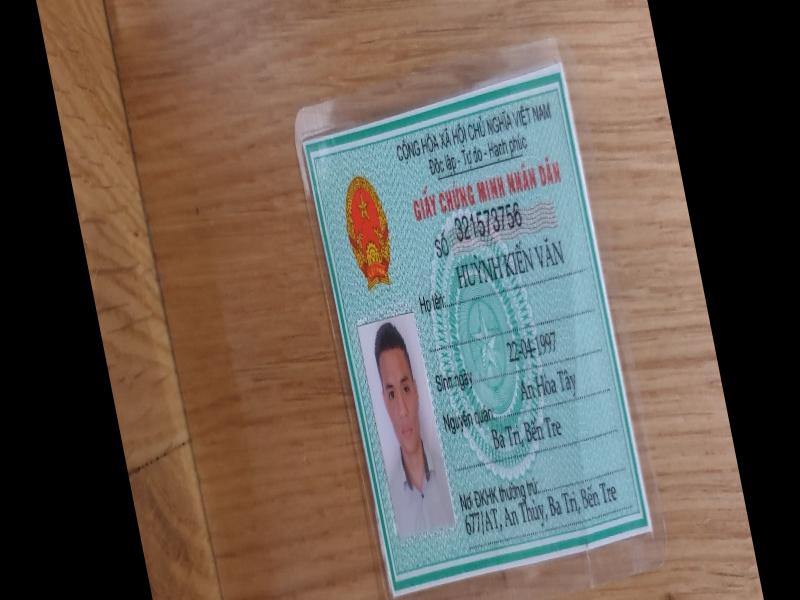 CỘNG HÒA XÃ HỘI CHỦ NGHĨA VIỆT NAM
Độc lập - Tự do - Hạnh phúc
GIẤY CHỨNG MINH NHÂN DÂN
SỐ 321573756
Họ tên: HUỲNH KIẾN VĂN
Sinh ngày 22-04-1997
Nguyên quán An Hòa Tây
Ba Tri, Bến Tre
Nơi ĐKHK thường trú
677/AT, An Thủy, Ba Tri, Bến Tre